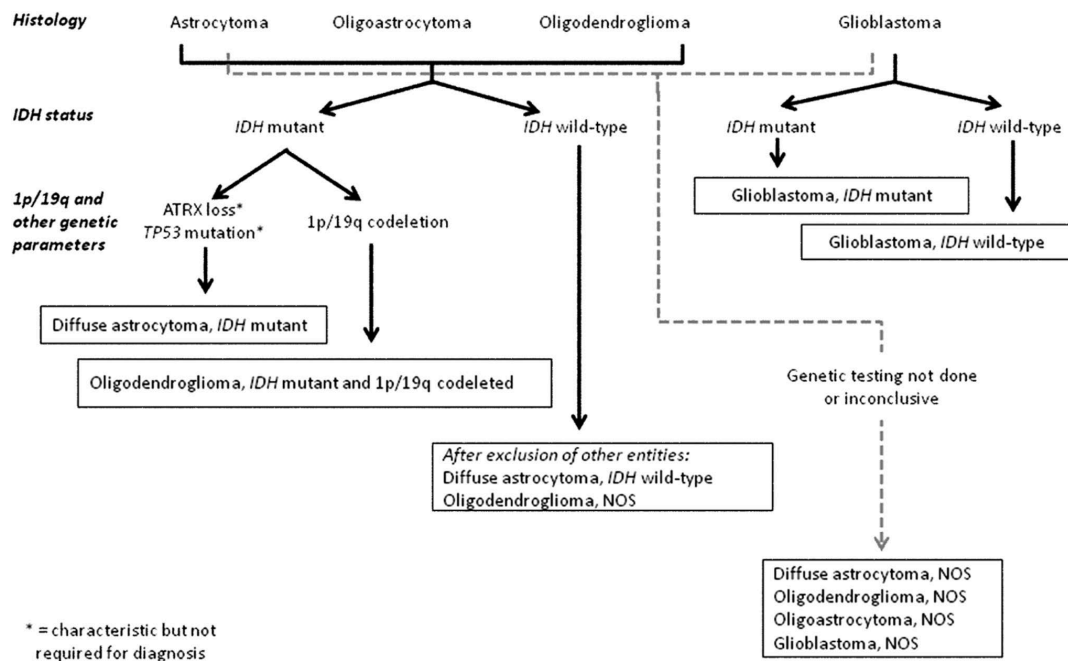 Histology
Astrocytoma
Oligoastrocytoma
Oligodendroglioma
Glioblastoma
IDH status
IDH mutant
IDH wild-type
IDH mutant
IDH wild-type
1p/19q and
other genetic
parameters
ATRX loss*
TP53 mutation*
1p/19q codeletion
Glioblastoma, IDH mutant
Glioblastoma, IDH wild-type
Diffuse astrocytoma, IDH mutant
Oligodendroglioma, IDH mutant and 1p/19q codeleted
Genetic testing not done
or inconclusive
After exclusion of other entities:
Diffuse astrocytoma, IDH wild-type
Oligodendroglioma, NOS
Diffuse astrocytoma, NOS
Oligodendroglioma, NOS
Oligoastrocytoma, NOS
Glioblastoma, NOS
* = characteristic but not
required for diagnosis